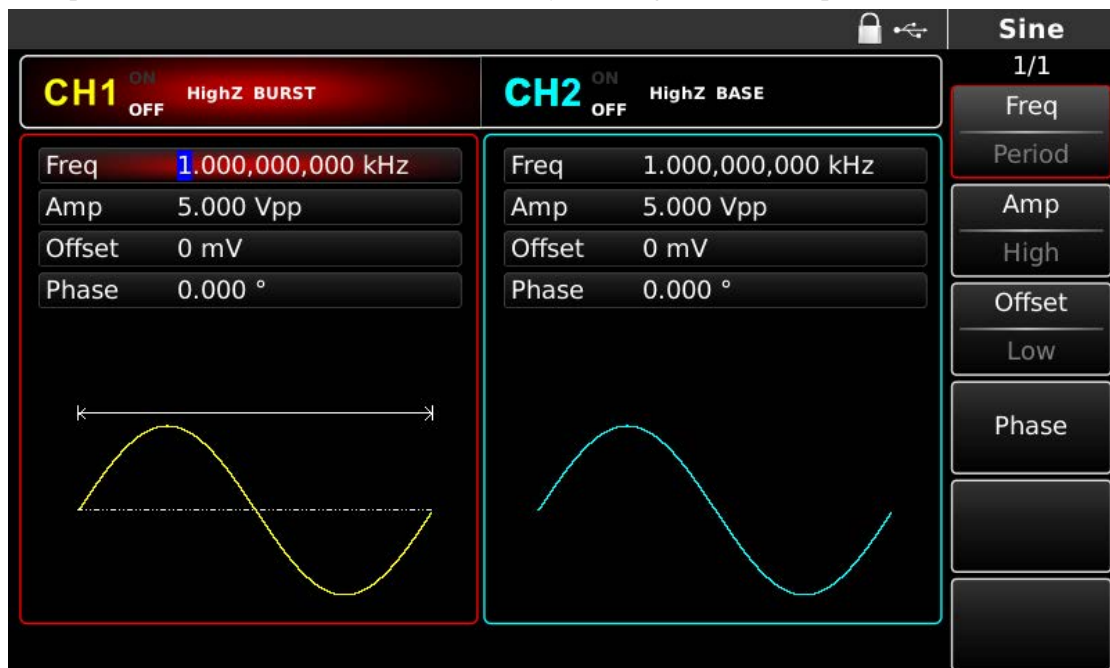 Sine
1/1
CH1 ON OFF HighZ BURST
CH2 ON OFF HighZ BASE
Freq 1.000,000,000 kHz
Amp 5.000 Vpp
Offset 0 mV
Phase 0.000 °
Freq 1.000,000,000 kHz
Amp 5.000 Vpp
Offset 0 mV
Phase 0.000 °
Freq
Period
Amp
High
Offset
Low
Phase